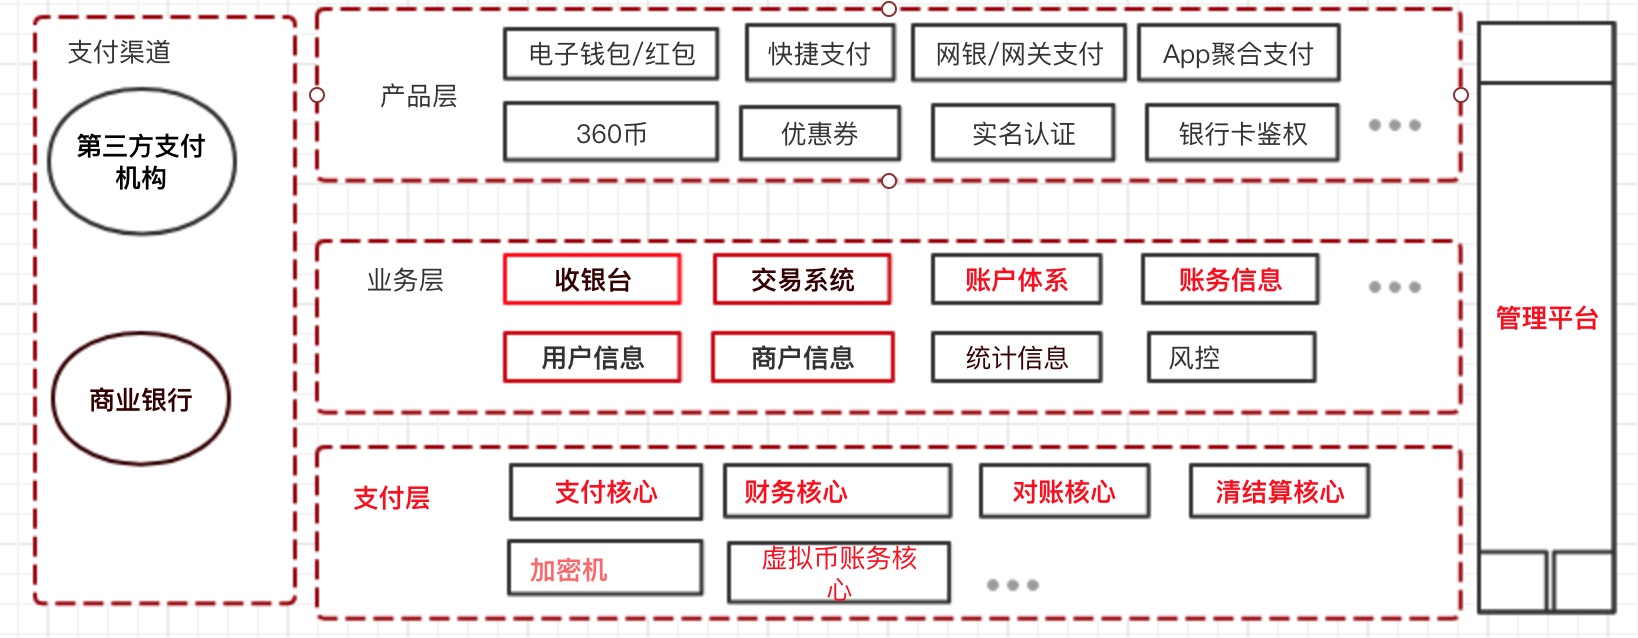 支付渠道
第三方支付
机构
商业银行
产品层
电子钱包/红包
快捷支付
网银/网关支付
App聚合支付
360币
优惠券
实名认证
银行卡鉴权
业务层
收银台
交易系统
账户体系
账务信息
用户信息
商户信息
统计信息
风控
支付层
支付核心
财务核心
对账核心
清结算核心
加密机
虚拟币账务核
心
管理平台